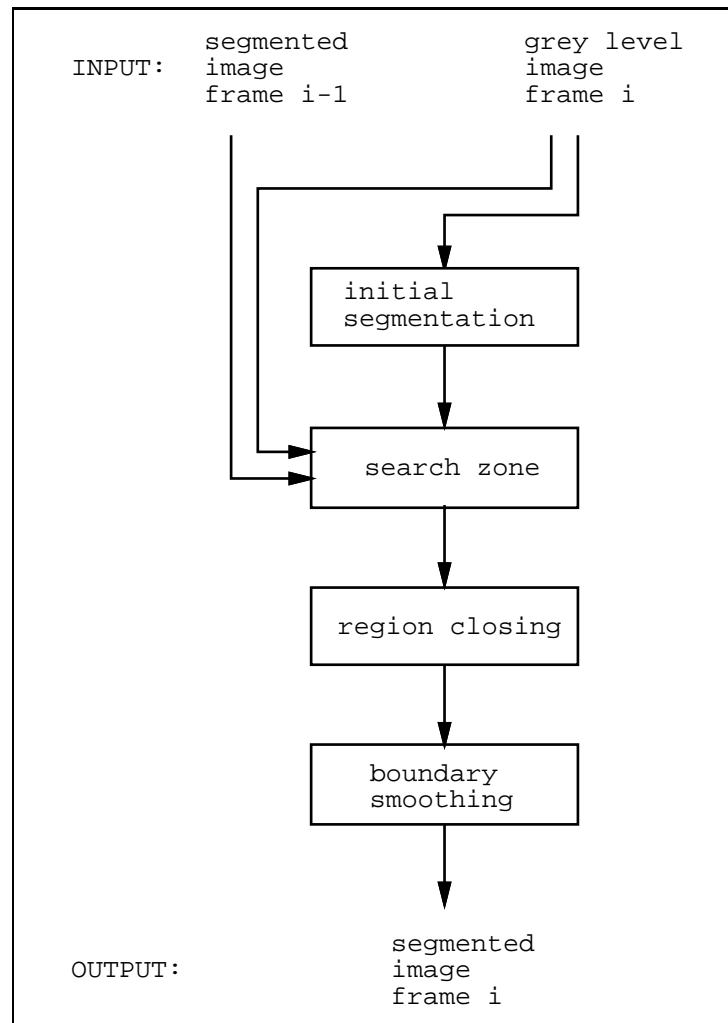 segmented
INPUT: image
frame i-1
grey level
image
frame i
initial
segmentation
search zone
region closing
boundary
smoothing
segmented
OUTPUT: image
frame i